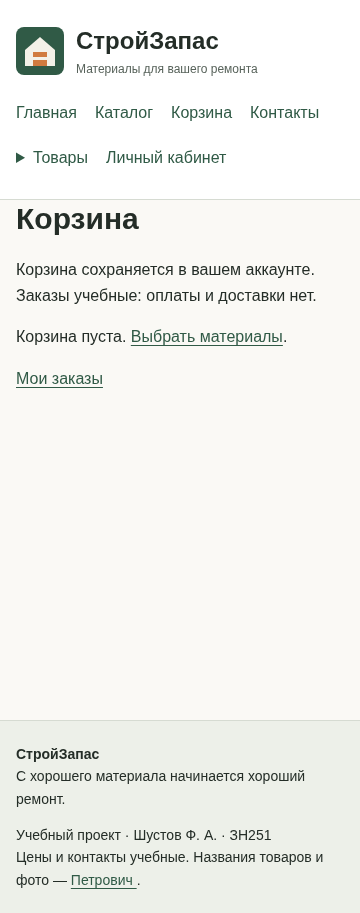 СтройЗапас
Материалы для вашего ремонта
Главная Каталог Корзина Контакты
Товары Личный кабинет
Корзина
Корзина сохраняется в вашем аккаунте.
Заказы учебные: оплаты и доставки нет.
Корзина пуста. Выбрать материалы.
Мои заказы
СтройЗапас
С хорошего материала начинается хороший
ремонт.
Учебный проект · Шустов Ф. А. · ЗН251
Цены и контакты учебные. Названия товаров и
фото — Петрович .